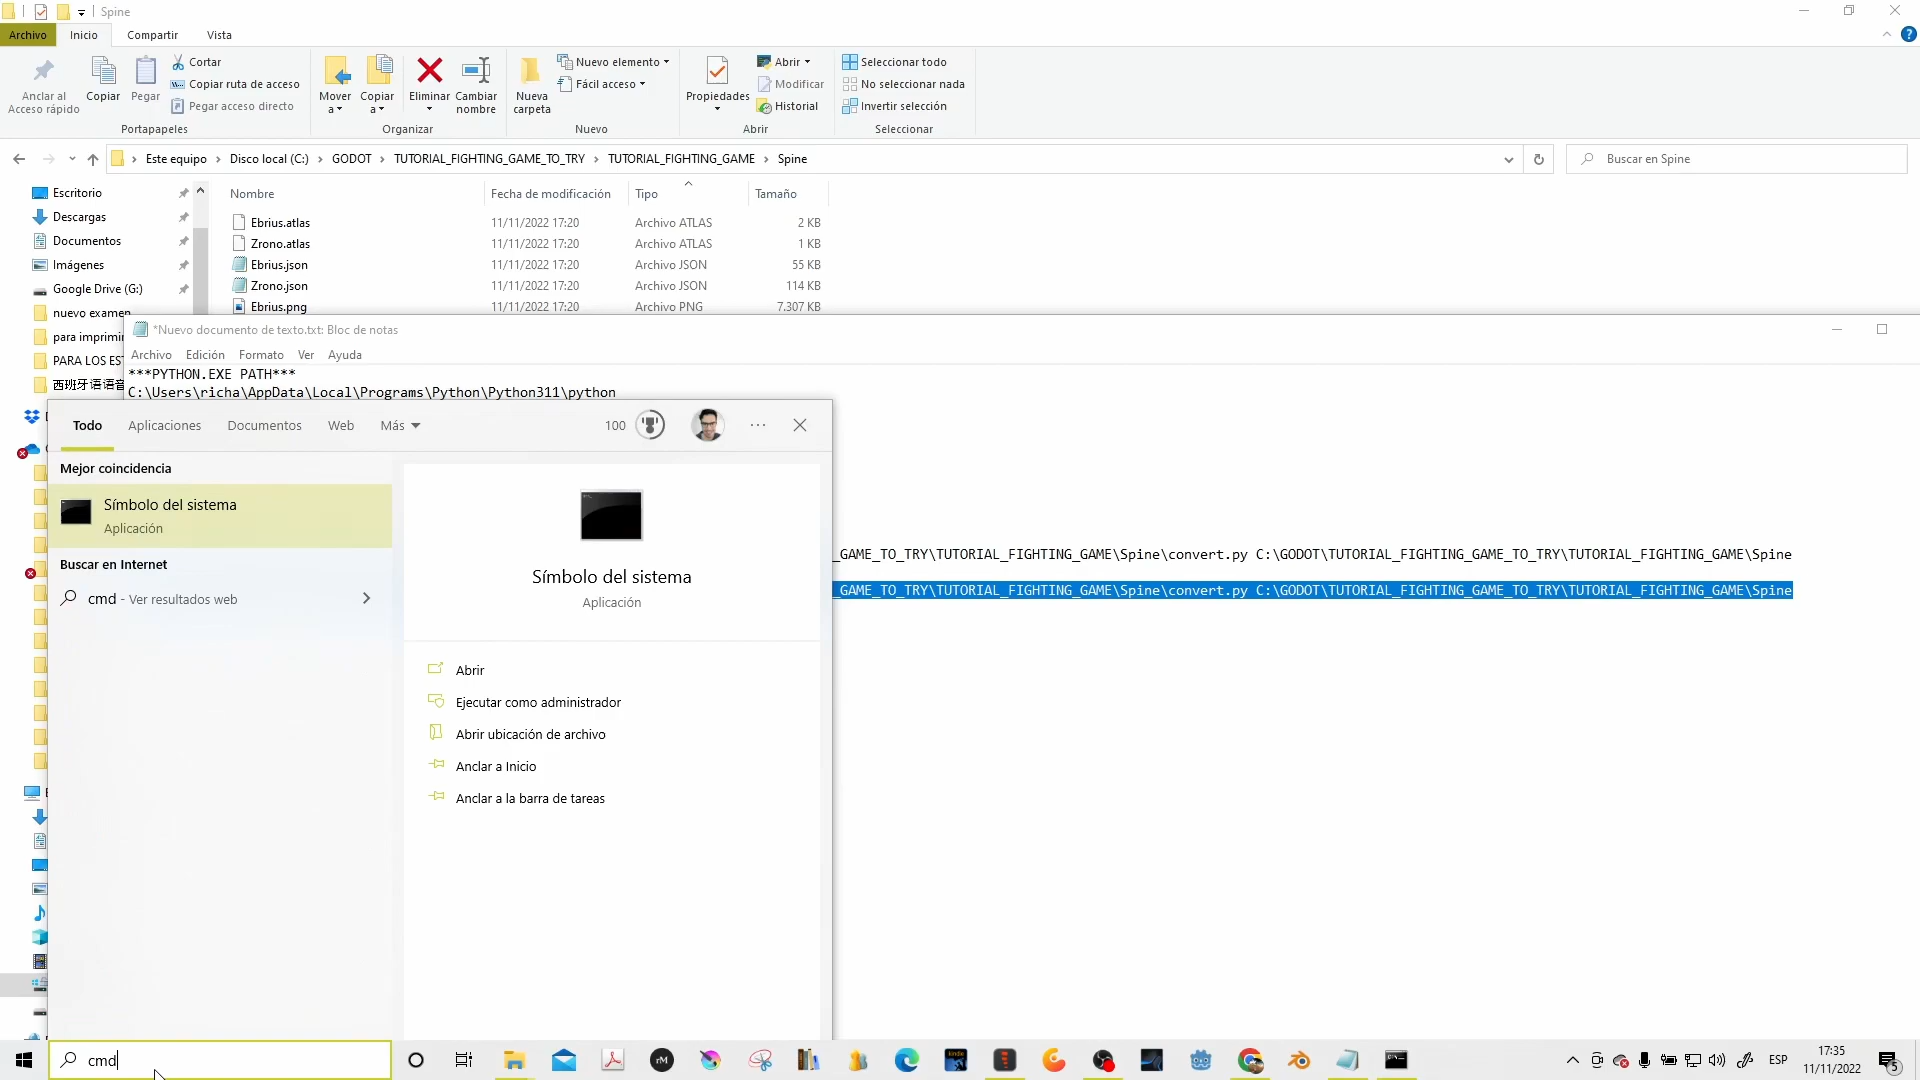 Spine
Archivo
Inicio
Compartir
Vista
Anclar al
Acceso rápido
Copiar
Pegar
Cortar
Copiar ruta de acceso
Pegar acceso directo
Portapapeles
Mover
a
Copiar
a
Eliminar
Cambiar
nombre
Organizar
Nueva
carpeta
Nuevo elemento
Fácil acceso
Nuevo
Propiedades
Abrir
Modificar
Historial
Abrir
Seleccionar todo
No seleccionar nada
Invertir selección
Seleccionar
Este equipo > Disco local (C:) > GODOT > TUTORIAL_FIGHTING_GAME_TO_TRY > TUTORIAL_FIGHTING_GAME > Spine
Buscar en Spine
Escritorio
Descargas
Documentos
Imágenes
Google Drive (G:)
nuevo examen
para imprimir
PARA LOS EST
西班牙语语音
Nombre Fecha de modificación Tipo Tamaño
Ebrius.atlas 11/11/2022 17:20 Archivo ATLAS 2 KB
Zrono.atlas 11/11/2022 17:20 Archivo ATLAS 1 KB
Ebrius.json 11/11/2022 17:20 Archivo JSON 55 KB
Zrono.json 11/11/2022 17:20 Archivo JSON 114 KB
Ebrius.png 11/11/2022 17:20 Archivo PNG 7.307 KB
*Nuevo documento de texto.txt: Bloc de notas
Archivo Edición Formato Ver Ayuda
***PYTHON.EXE PATH***
C:\Users\richa\AppData\Local\Programs\Python\Python311\python
_GAME_TO_TRY\TUTORIAL_FIGHTING_GAME\Spine\convert.py C:\GODOT\TUTORIAL_FIGHTING_GAME_TO_TRY\TUTORIAL_FIGHTING_GAME\Spine
_GAME_TO_TRY\TUTORIAL_FIGHTING_GAME\Spine\convert.py C:\GODOT\TUTORIAL_FIGHTING_GAME_TO_TRY\TUTORIAL_FIGHTING_GAME\Spine
Todo Aplicaciones Documentos Web Más 100
Mejor coincidencia
Símbolo del sistema
Aplicación
Buscar en Internet
cmd - Ver resultados web
Símbolo del sistema
Aplicación
Abrir
Ejecutar como administrador
Abrir ubicación de archivo
Anclar a Inicio
Anclar a la barra de tareas
cmd
rM
kindle
ESP
17:35
11/11/2022
5